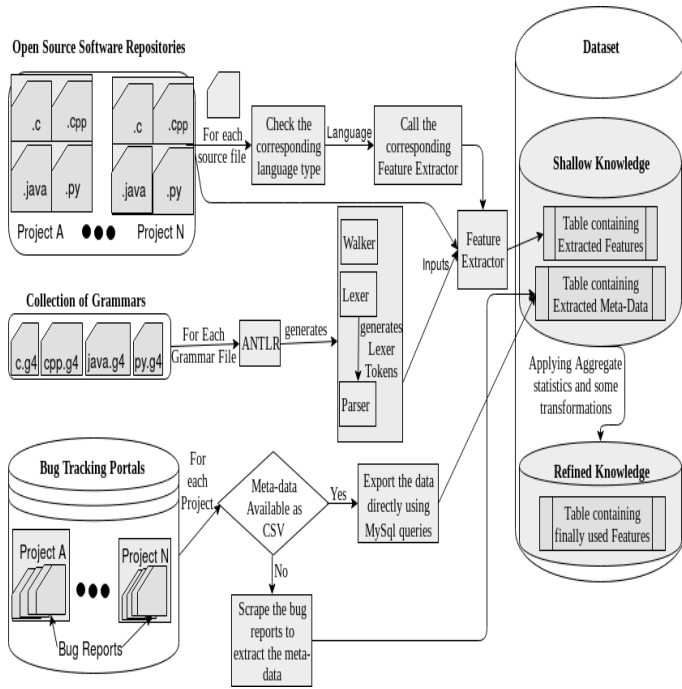 Open Source Software Repositories
.c
.cpp
.java
.py
Project A
.c
.cpp
.java
.py
Project N
For each
source file
Check the
corresponding
language type
Language
Call the
corresponding
Feature Extractor
Feature
Extractor
Inputs
Walker
Lexer
generates
Lexer
Tokens
Parser
Collection of Grammars
c.g4
cpp.g4
java.g4
py.g4
For Each
Grammar File
ANTLR
generates
Bug Tracking Portals
Project A
Project N
Bug Reports
For
each
Project
Meta-data
Available as
CSV
Yes
Export the data
directly using
MySql queries
No
Scrape the bug
reports to
extract the meta-
data
Dataset
Shallow Knowledge
Table containing
Extracted Features
Table containing
Extracted Meta-Data
Applying Aggregate
statistics and some
transformations
Refined Knowledge
Table containing
finally used Features